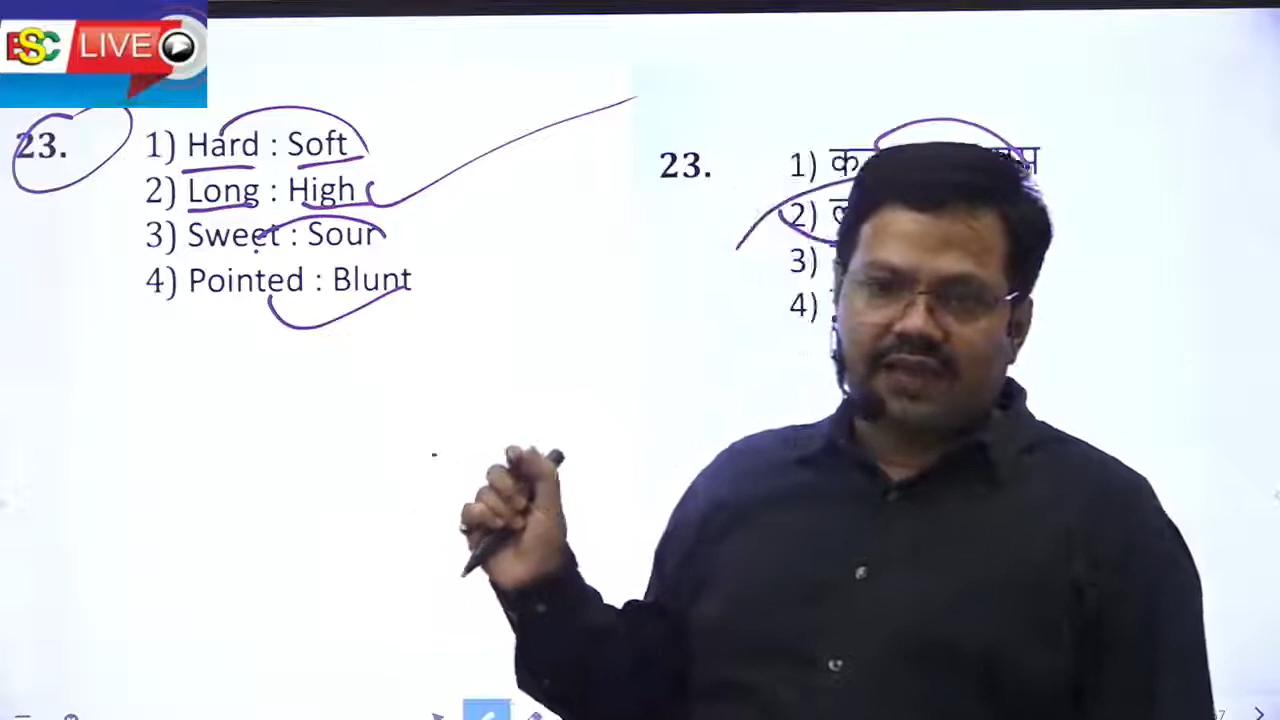 BSC LIVE
23.
1) Hard : Soft
2) Long : High
3) Sweet : Sour
4) Pointed : Blunt
23.
1)
2)
3)
4)